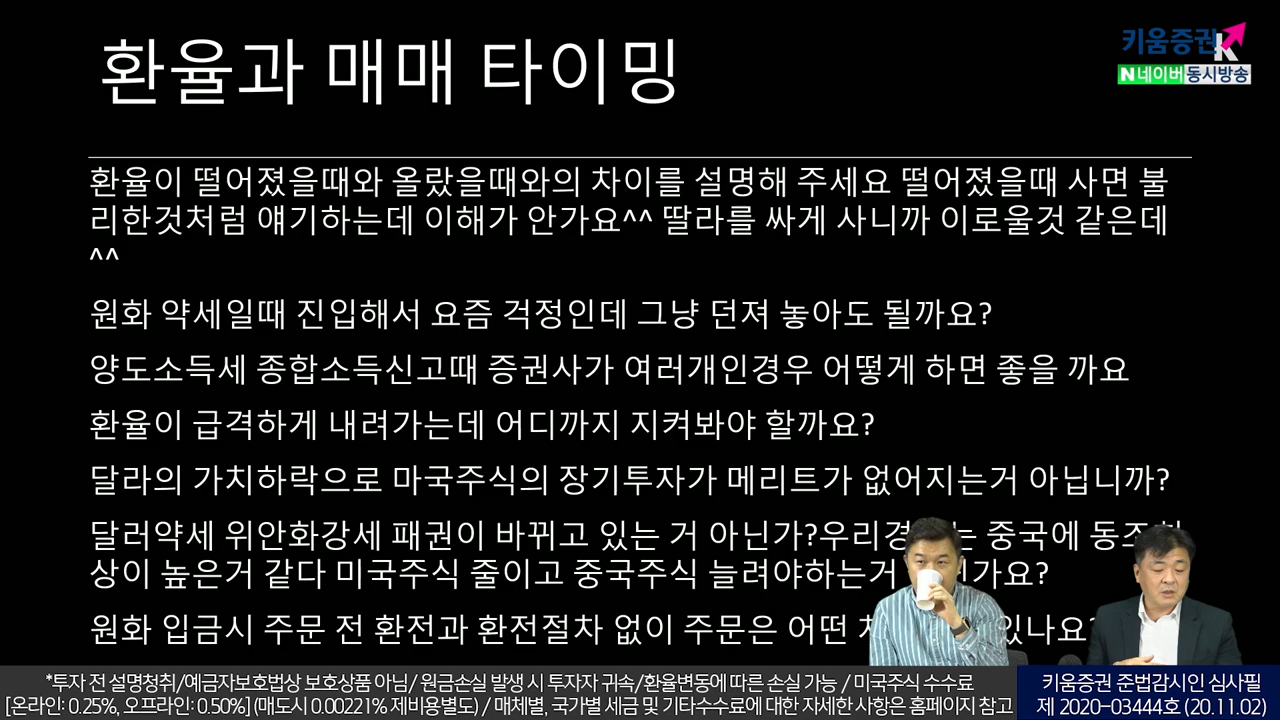 환율과 매매 타이밍
키움증권
N 네이버 동시방송
환율이 떨어졌을때와 올랐을때와의 차이를 설명해 주세요 떨어졌을때 사면 불
리한것처럼 얘기하는데 이해가 안가요^^ 딸라를 싸게 사니까 이로울것 같은데
^^
원화 약세일때 진입해서 요즘 걱정인데 그냥 던져 놓아도 될까요?
양도소득세 종합소득신고때 증권사가 여러개인경우 어떻게 하면 좋을 까요
환율이 급격하게 내려가는데 어디까지 지켜봐야 할까요?
달라의 가치하락으로 마국주식의 장기투자가 메리트가 없어지는거 아닙니까?
달러약세 위안화강세 패권이 바뀌고 있는 거 아닌가?우리 중국에
상이 높은거 같다 미국주식 줄이고 중국주식 늘려야하는거
원화 입금시 주문 전 환전과 환전절차 없이 주문은 어떤 있나요?
*투자 전 설명청취/예금자보호법상 보호상품 아님/ 원금손실 발생 시 투자자 귀속/환율변동에 따른 손실 가능 / 미국주식 수수료
[온라인: 0.25%, 오프라인: 0.50%] (매도시 0.00221% 제비용별도) / 매체별, 국가별 세금 및 기타수수료에 대한 자세한 사항은 홈페이지 참고
키움증권 준법감시인 심사필
제 2020-03444호 (20.11.02)